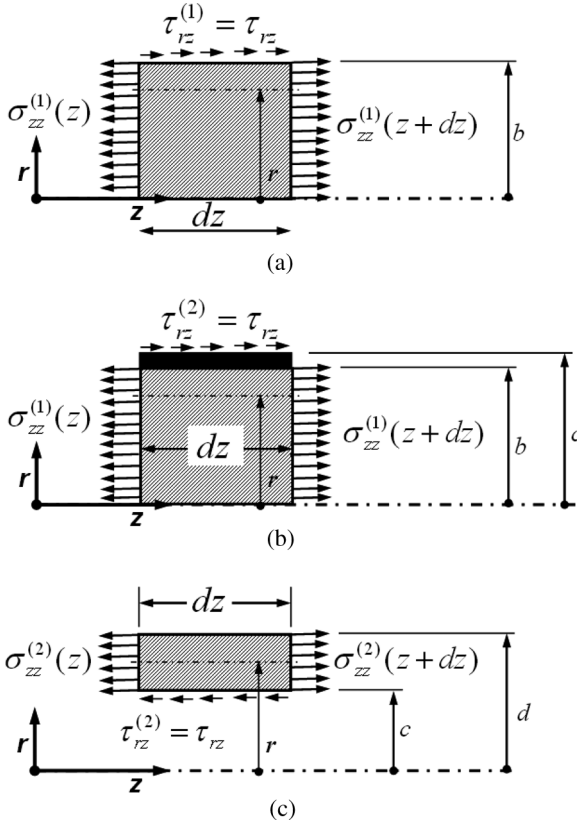 τ_rz^(1) = τ_rz
σ_zz^(1)(z)
σ_zz^(1)(z + dz)
b
r
r
z
dz
(a)
τ_rz^(2) = τ_rz
σ_zz^(1)(z)
dz
σ_zz^(1)(z + dz)
b
r
r
z
(b)
dz
σ_zz^(2)(z)
σ_zz^(2)(z + dz)
τ_rz^(2) = τ_rz
r
c
d
r
z
(c)